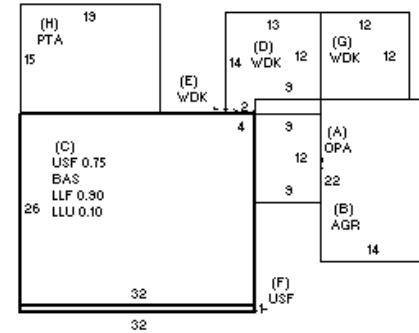 19
(H)
PTA
15
13
(D)
WDK
14
12
9
12
(G)
WDK
12
(E)
WDK
2
4
(C)
USF 0.75
BAS
LLF 0.90
LLU 0.10
26
9
12
9
(A)
OPA
22
(B)
AGR
14
32
32
(F)
USF
1